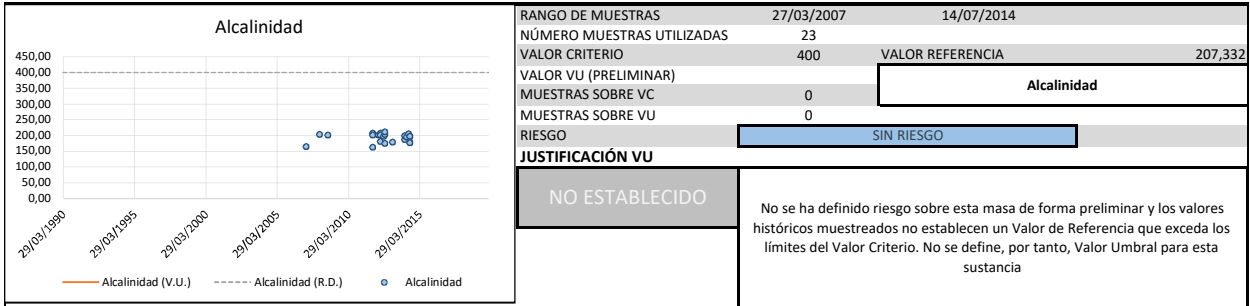 Alcalinidad
450,00
400,00
350,00
300,00
250,00
200,00
150,00
100,00
50,00
0,00
29/03/1990
29/03/1995
29/03/2000
29/03/2005
29/03/2010
29/03/2015
Alcalinidad (V.U.) Alcalinidad (R.D.) Alcalinidad
RANGO DE MUESTRAS 27/03/2007 14/07/2014
NÚMERO MUESTRAS UTILIZADAS 23
VALOR CRITERIO 400 VALOR REFERENCIA 207,332
VALOR VU (PRELIMINAR)
Alcalinidad
MUESTRAS SOBRE VC 0
MUESTRAS SOBRE VU 0
RIESGO SIN RIESGO
JUSTIFICACIÓN VU
NO ESTABLECIDO
No se ha definido riesgo sobre esta masa de forma preliminar y los valores
históricos muestreados no establecen un Valor de Referencia que exceda los
límites del Valor Criterio. No se define, por tanto, Valor Umbral para esta
sustancia